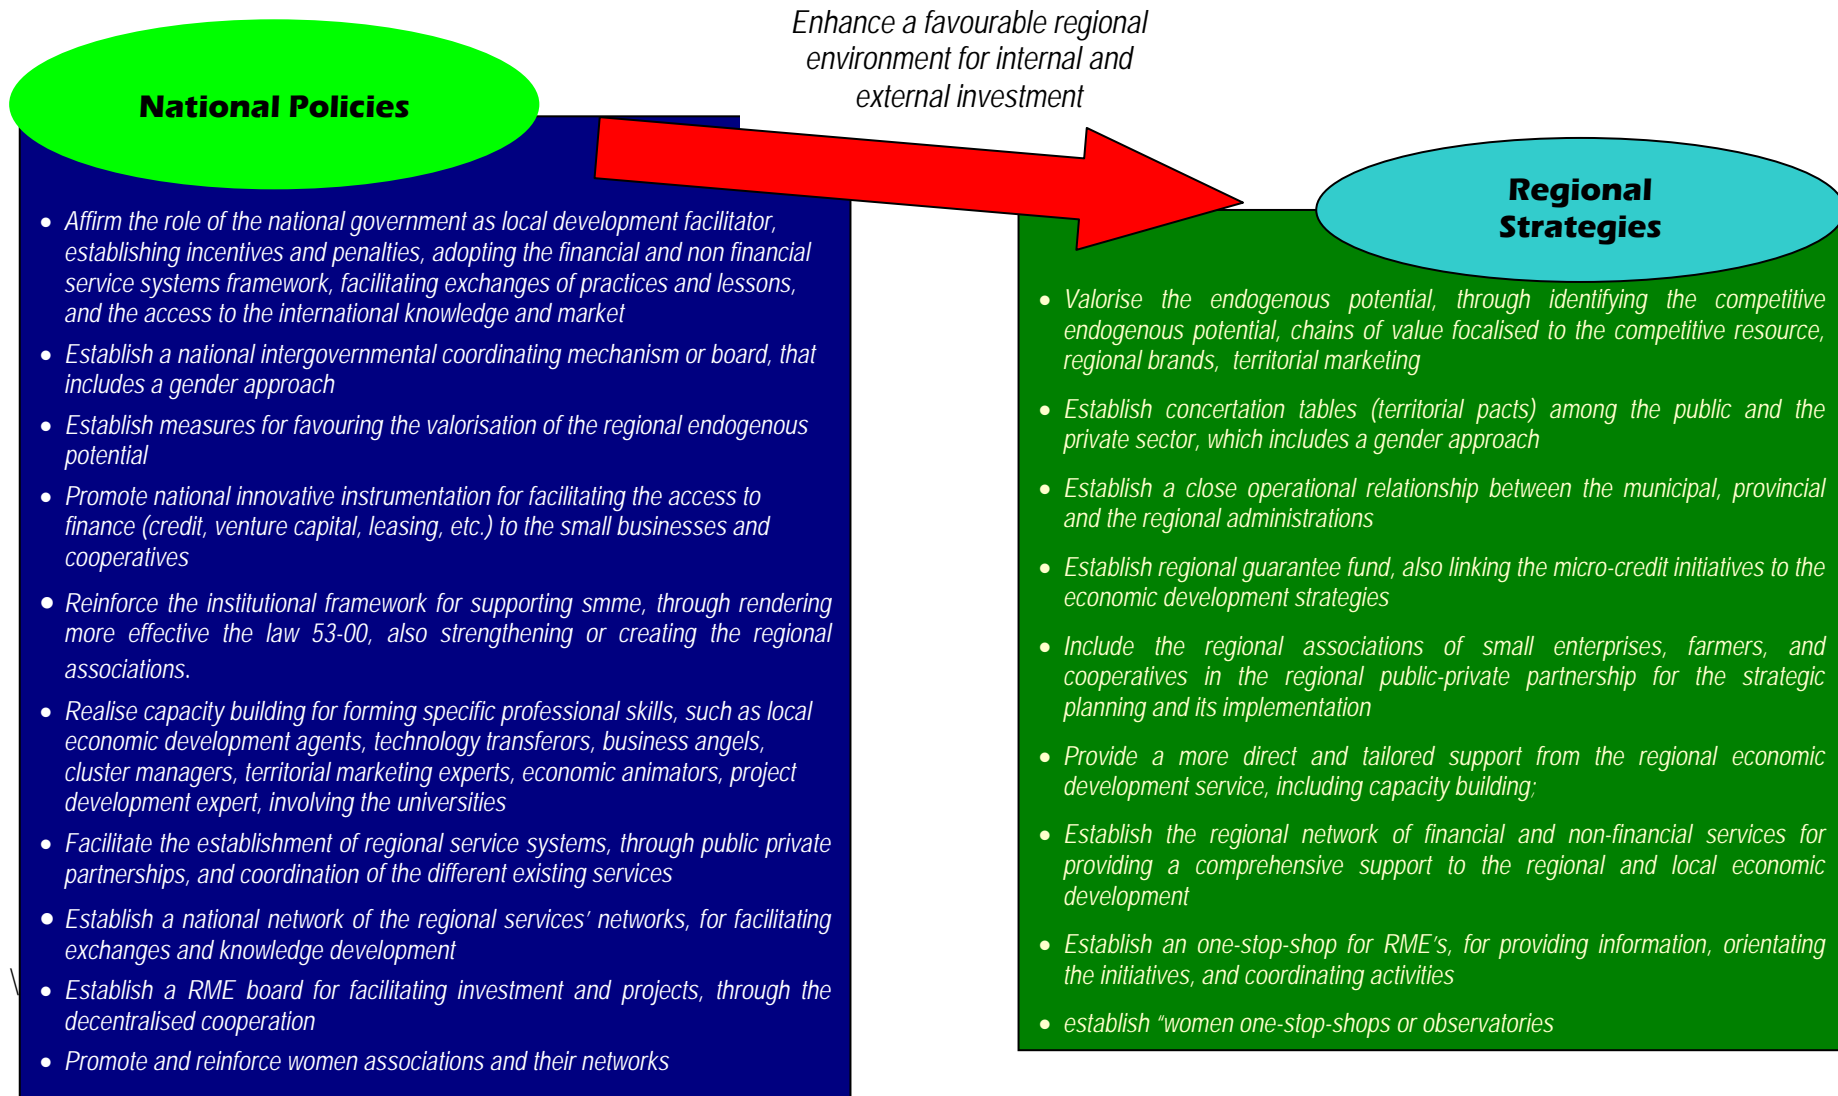 Enhance a favourable regional
environment for internal and
external investment
National Policies
• Affirm the role of the national government as local development facilitator,
establishing incentives and penalties, adopting the financial and non financial
service systems framework, facilitating exchanges of practices and lessons,
and the access to the international knowledge and market
• Establish a national intergovernmental coordinating mechanism or board, that
includes a gender approach
• Establish measures for favouring the valorisation of the regional endogenous
potential
• Promote national innovative instrumentation for facilitating the access to
finance (credit, venture capital, leasing, etc.) to the small businesses and
cooperatives
• Reinforce the institutional framework for supporting smme, through rendering
more effective the law 53-00, also strengthening or creating the regional
associations.
• Realise capacity building for forming specific professional skills, such as local
economic development agents, technology transferors, business angels,
cluster managers, territorial marketing experts, economic animators, project
development expert, involving the universities
• Facilitate the establishment of regional service systems, through public private
partnerships, and coordination of the different existing services
• Establish a national network of the regional services’ networks, for facilitating
exchanges and knowledge development
• Establish a RME board for facilitating investment and projects, through the
decentralised cooperation
• Promote and reinforce women associations and their networks
\
Regional
Strategies
• Valorise the endogenous potential, through identifying the competitive
endogenous potential, chains of value focalised to the competitive resource,
regional brands, territorial marketing
• Establish concertation tables (territorial pacts) among the public and the
private sector, which includes a gender approach
• Establish a close operational relationship between the municipal, provincial
and the regional administrations
• Establish regional guarantee fund, also linking the micro-credit initiatives to the
economic development strategies
• Include the regional associations of small enterprises, farmers, and
cooperatives in the regional public-private partnership for the strategic
planning and its implementation
• Provide a more direct and tailored support from the regional economic
development service, including capacity building;
• Establish the regional network of financial and non-financial services for
providing a comprehensive support to the regional and local economic
development
• Establish an one-stop-shop for RME’s, for providing information, orientating
the initiatives, and coordinating activities
• establish “women one-stop-shops or observatories